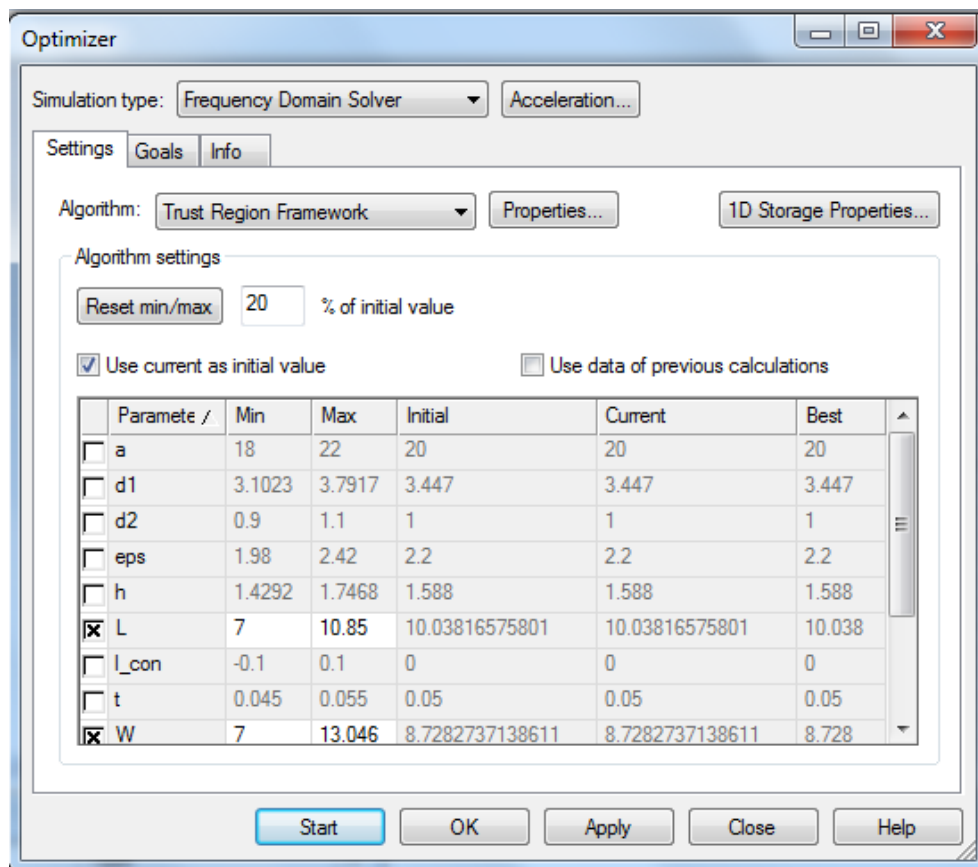 Optimizer
Simulation type: Frequency Domain Solver Acceleration...
Settings Goals Info
Algorithm: Trust Region Framework Properties... 1D Storage Properties...
Algorithm settings
Reset min/max 20 % of initial value
Use current as initial value Use data of previous calculations
Paramete Min Max Initial Current Best
a 18 22 20 20 20
d1 3.1023 3.7917 3.447 3.447 3.447
d2 0.9 1.1 1 1 1
eps 1.98 2.42 2.2 2.2 2.2
h 1.4292 1.7468 1.588 1.588 1.588
L 7 10.85 10.03816575801 10.03816575801 10.038
l_con -0.1 0.1 0 0 0
t 0.045 0.055 0.05 0.05 0.05
W 7 13.046 8.7282737138611 8.7282737138611 8.728
Start OK Apply Close Help